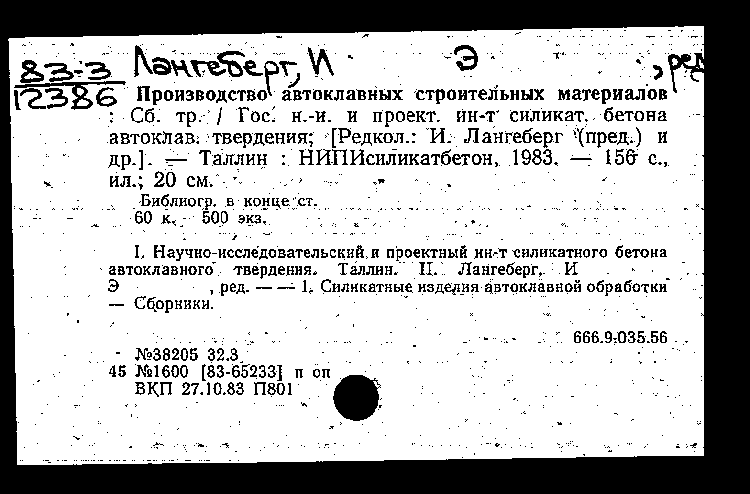 83-3 Лангеберг, И Э , ред
12386
Производство автоклавных строительных материалов
: Сб. тр. / Гос. н.-и. и проект. ин-т силикат. бетона
автоклав. твердения; [Редкол.: И. Лангеберг (пред.) и
др.]. — Таллин : НИПИсиликатбетон, 1983. — 156 с.,
ил.; 20 см.
Библиогр. в конце ст.
60 к. 500 экз.
I. Научно-исследовательский и проектный ин-т силикатного бетона
автоклавного твердения. Таллин. II. Лангеберг, И
Э , ред. — — 1. Силикатные изделия автоклавной обработки
— Сборники.
666.9.035.56
№38205 32.3
45 №1600 [83-65233] п оп
ВКП 27.10.83 П801